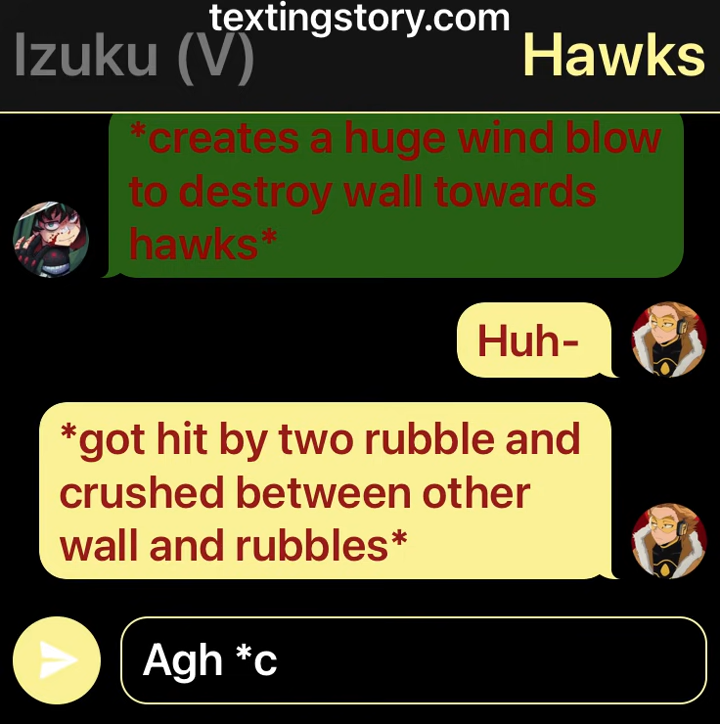 textingstory.com
Izuku (V)
Hawks
*creates a huge wind blow
to destroy wall towards
hawks*
Huh-
*got hit by two rubble and
crushed between other
wall and rubbles*
Agh *c